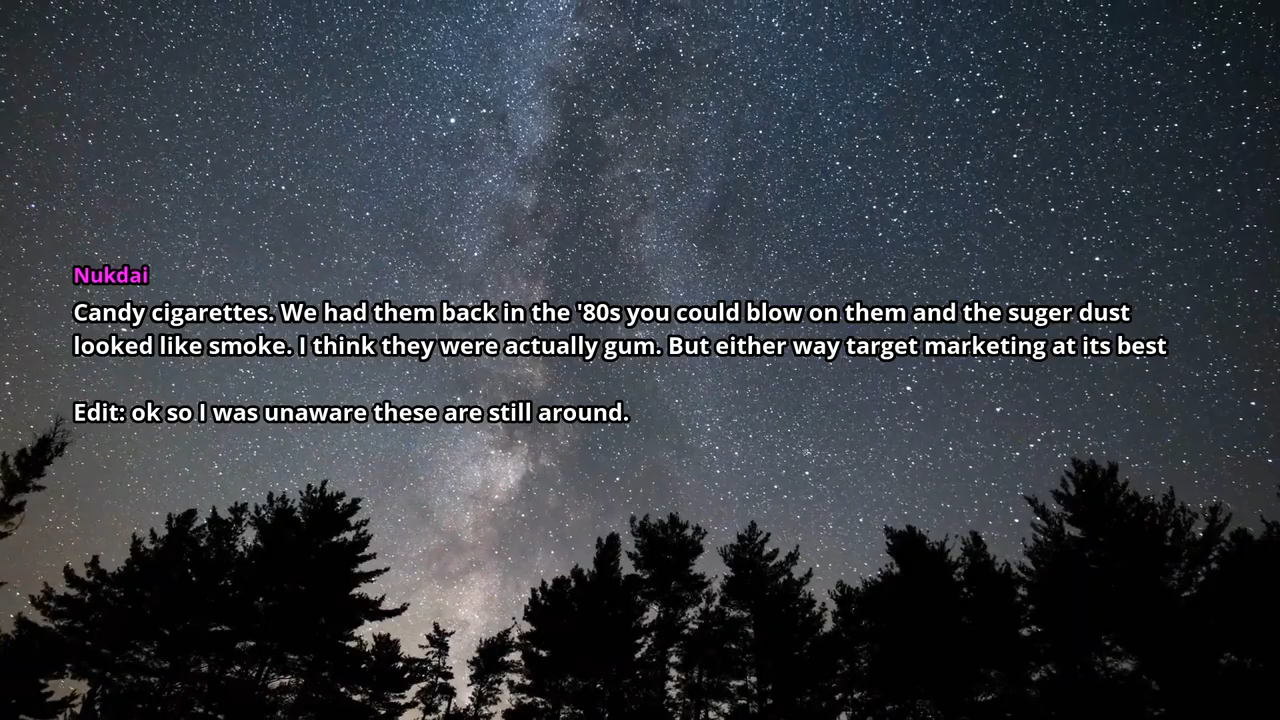 Nukdai
Candy cigarettes. We had them back in the '80s you could blow on them and the suger dust
looked like smoke. I think they were actually gum. But either way target marketing at its best
Edit: ok so I was unaware these are still around.